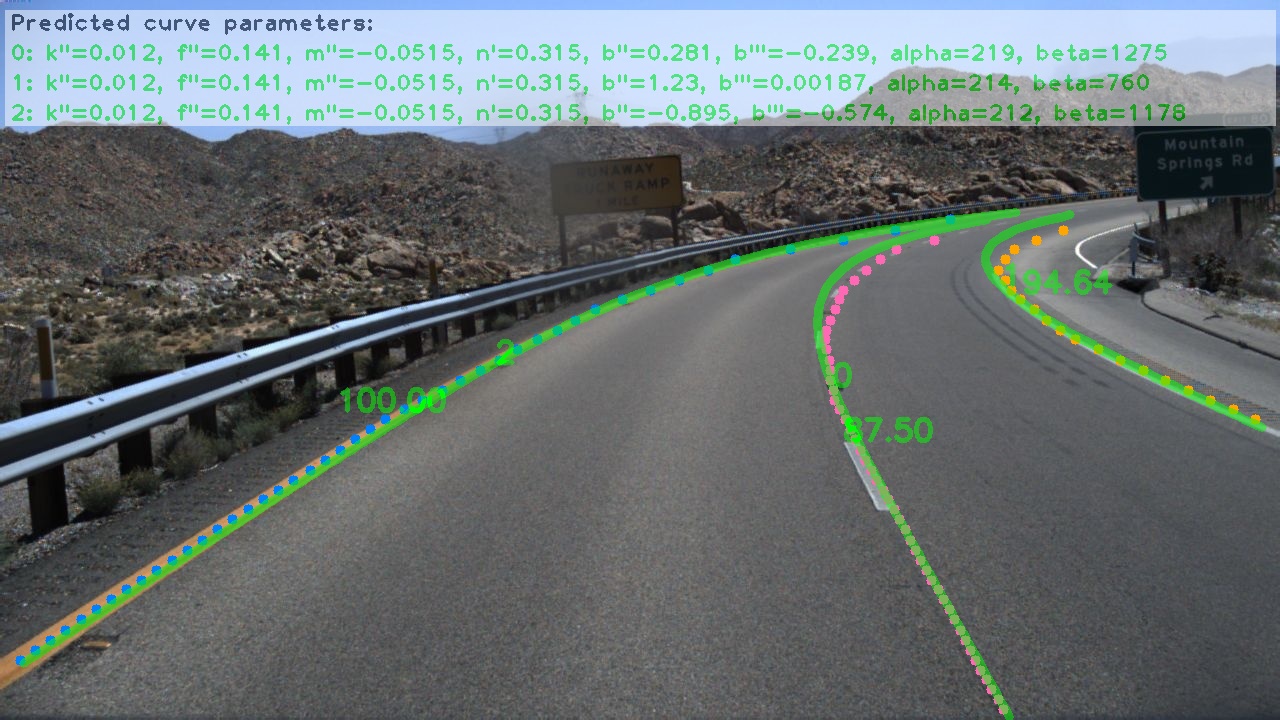 Predicted curve parameters:
0: k''=0.012, f''=0.141, m''=−0.0515, n'=0.315, b''=0.281, b'''=−0.239, alpha=219, beta=1275
1: k''=0.012, f''=0.141, m''=−0.0515, n'=0.315, b''=1.23, b'''=0.00187, alpha=214, beta=760
2: k''=0.012, f''=0.141, m''=−0.0515, n'=0.315, b''=−0.895, b'''=−0.574, alpha=212, beta=1178
Mountain
Springs Rd
RUNAWAY
TRUCK RAMP
1 MILE
94.64
2
0
100.00
87.50